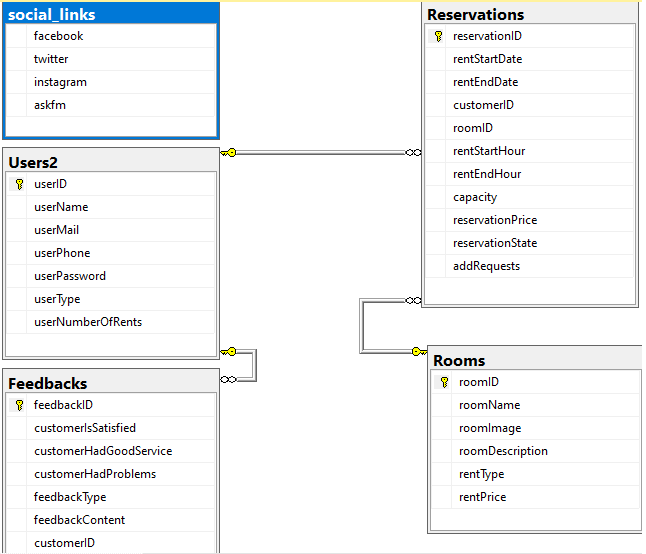 social_links
facebook
twitter
instagram
askfm
Users2
userID
userName
userMail
userPhone
userPassword
userType
userNumberOfRents
Feedbacks
feedbackID
customerIsSatisfied
customerHadGoodService
customerHadProblems
feedbackType
feedbackContent
customerID
Reservations
reservationID
rentStartDate
rentEndDate
customerID
roomID
rentStartHour
rentEndHour
capacity
reservationPrice
reservationState
addRequests
Rooms
roomID
roomName
roomImage
roomDescription
rentType
rentPrice